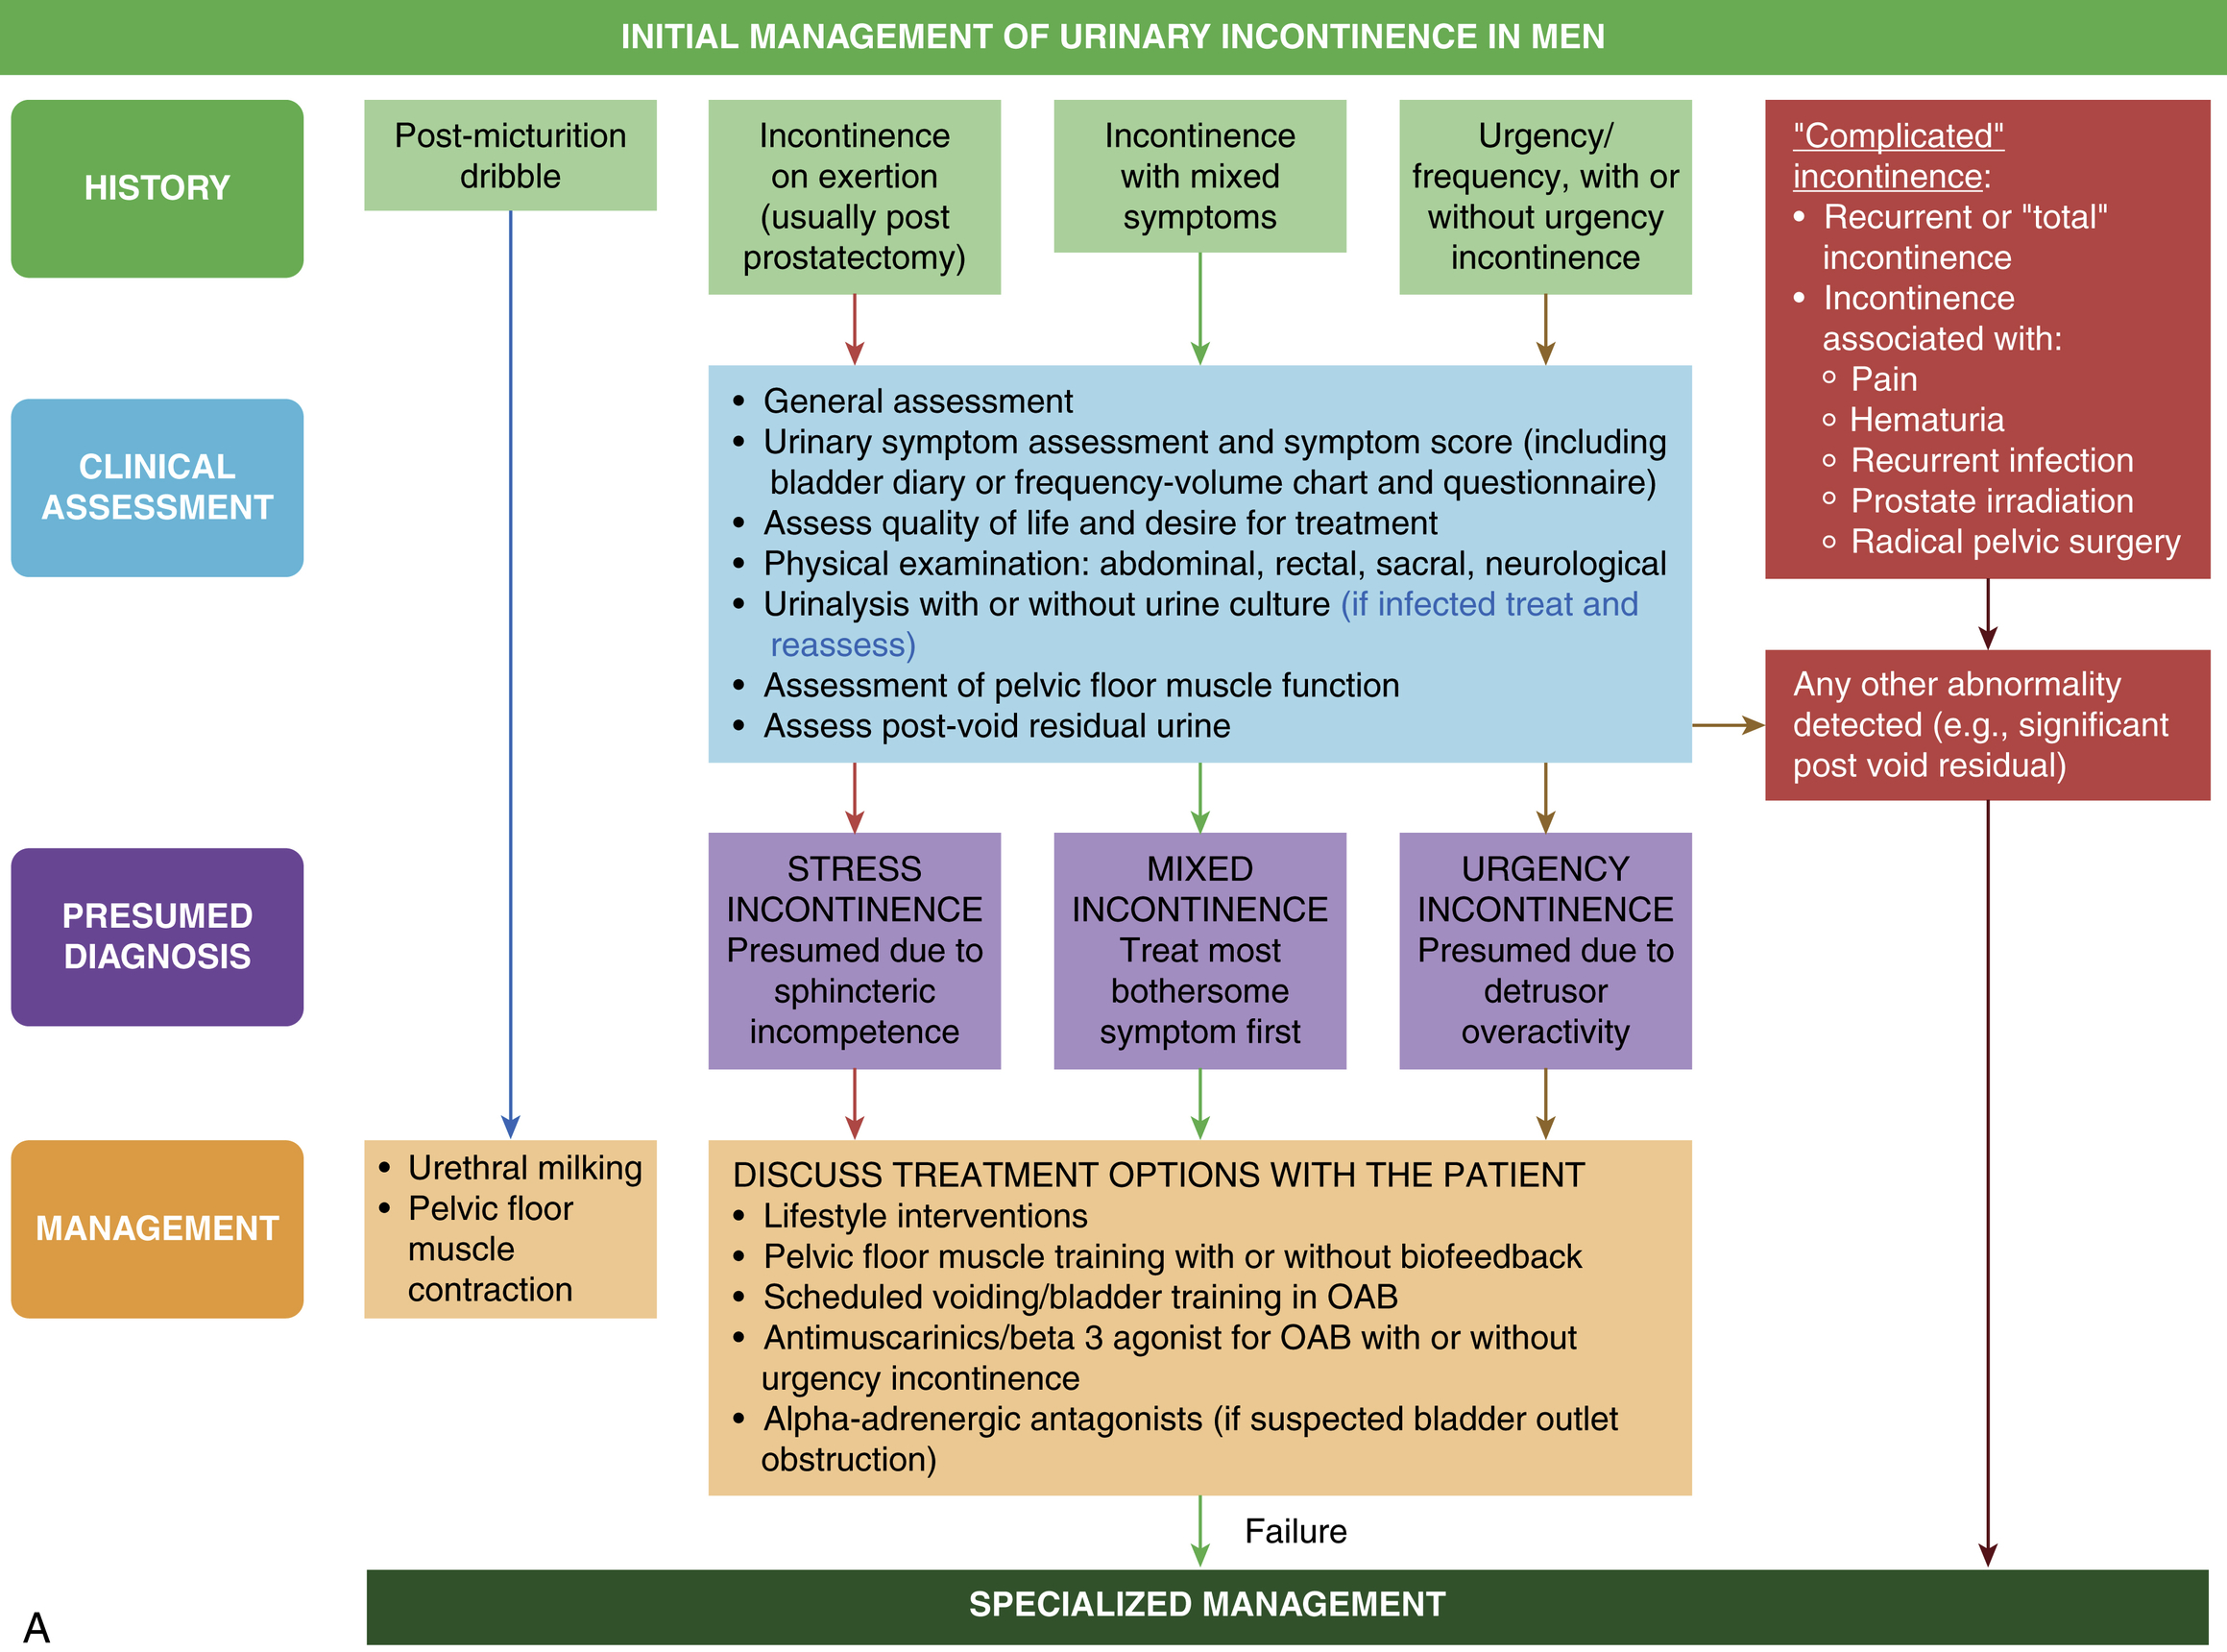 INITIAL MANAGEMENT OF URINARY INCONTINENCE IN MEN
HISTORY
Post-micturition
dribble
Incontinence
on exertion
(usually post
prostatectomy)
Incontinence
with mixed
symptoms
Urgency/
frequency, with or
without urgency
incontinence
"Complicated"
incontinence:
• Recurrent or "total"
incontinence
• Incontinence
associated with:
○ Pain
○ Hematuria
○ Recurrent infection
○ Prostate irradiation
○ Radical pelvic surgery
CLINICAL
ASSESSMENT
• General assessment
• Urinary symptom assessment and symptom score (including
bladder diary or frequency-volume chart and questionnaire)
• Assess quality of life and desire for treatment
• Physical examination: abdominal, rectal, sacral, neurological
• Urinalysis with or without urine culture (if infected treat and
reassess)
• Assessment of pelvic floor muscle function
• Assess post-void residual urine
Any other abnormality
detected (e.g., significant
post void residual)
PRESUMED
DIAGNOSIS
STRESS
INCONTINENCE
Presumed due to
sphincteric
incompetence
MIXED
INCONTINENCE
Treat most
bothersome
symptom first
URGENCY
INCONTINENCE
Presumed due to
detrusor
overactivity
MANAGEMENT
• Urethral milking
• Pelvic floor
muscle
contraction
DISCUSS TREATMENT OPTIONS WITH THE PATIENT
• Lifestyle interventions
• Pelvic floor muscle training with or without biofeedback
• Scheduled voiding/bladder training in OAB
• Antimuscarinics/beta 3 agonist for OAB with or without
urgency incontinence
• Alpha-adrenergic antagonists (if suspected bladder outlet
obstruction)
Failure
SPECIALIZED MANAGEMENT
A